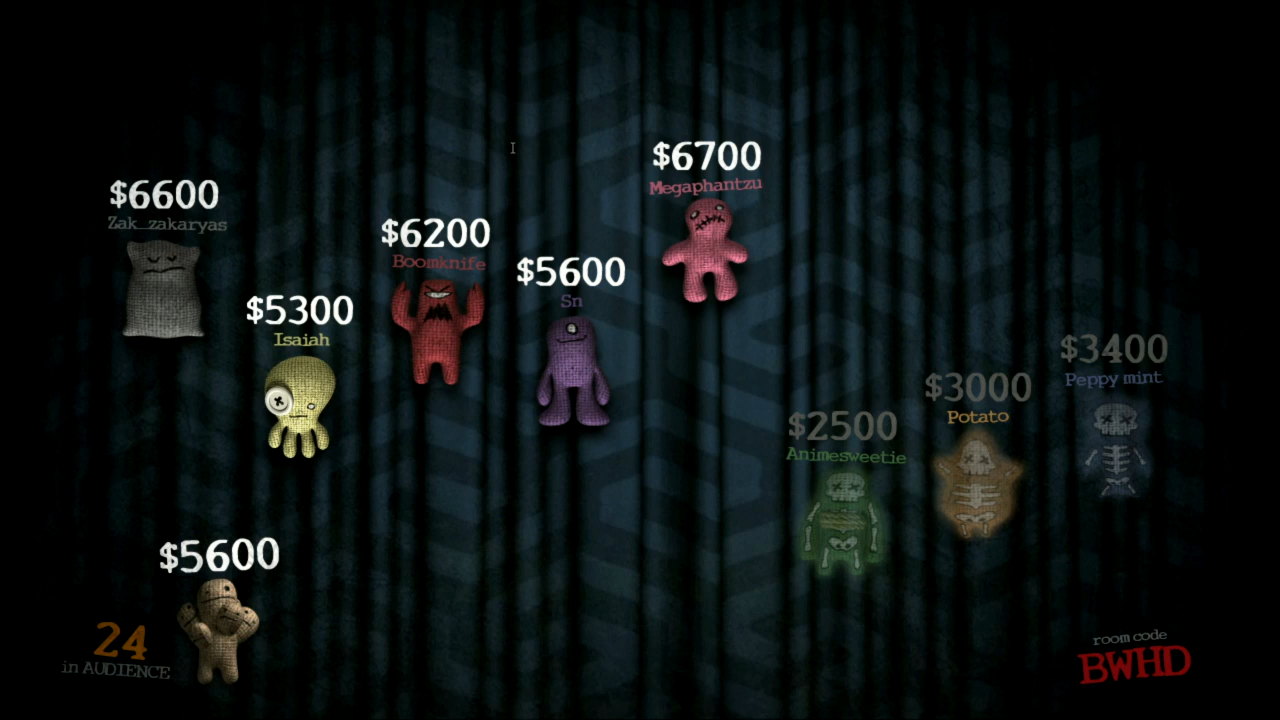 $6600
Zak_zakaryas
$5300
Isaiah
$6200
Boomknife
$5600
Sn
$6700
Megaphantzu
$2500
Animesweetie
$3000
Potato
$3400
Peppy mint
$5600
24
in AUDIENCE
room code
BWHD